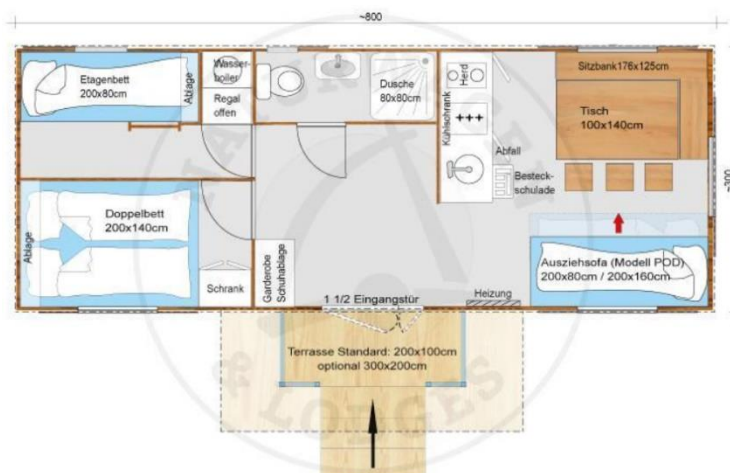 ~800
Etagenbett
200x80cm
Ablage
Wasser-
boiler
Regal
offen
Dusche
80x80cm
Herd
Kühlschrank
Abfall
Besteck-
schulade
Sitzbank176x125cm
Tisch
100x140cm
~300
Ablage
Doppelbett
200x140cm
Schrank
Garderobe
Schuhablage
1 1/2 Eingangstür
Heizung
Ausziehsofa (Modell POD)
200x80cm / 200x160cm
Terrasse Standard: 200x100cm
optional 300x200cm
& LODGES